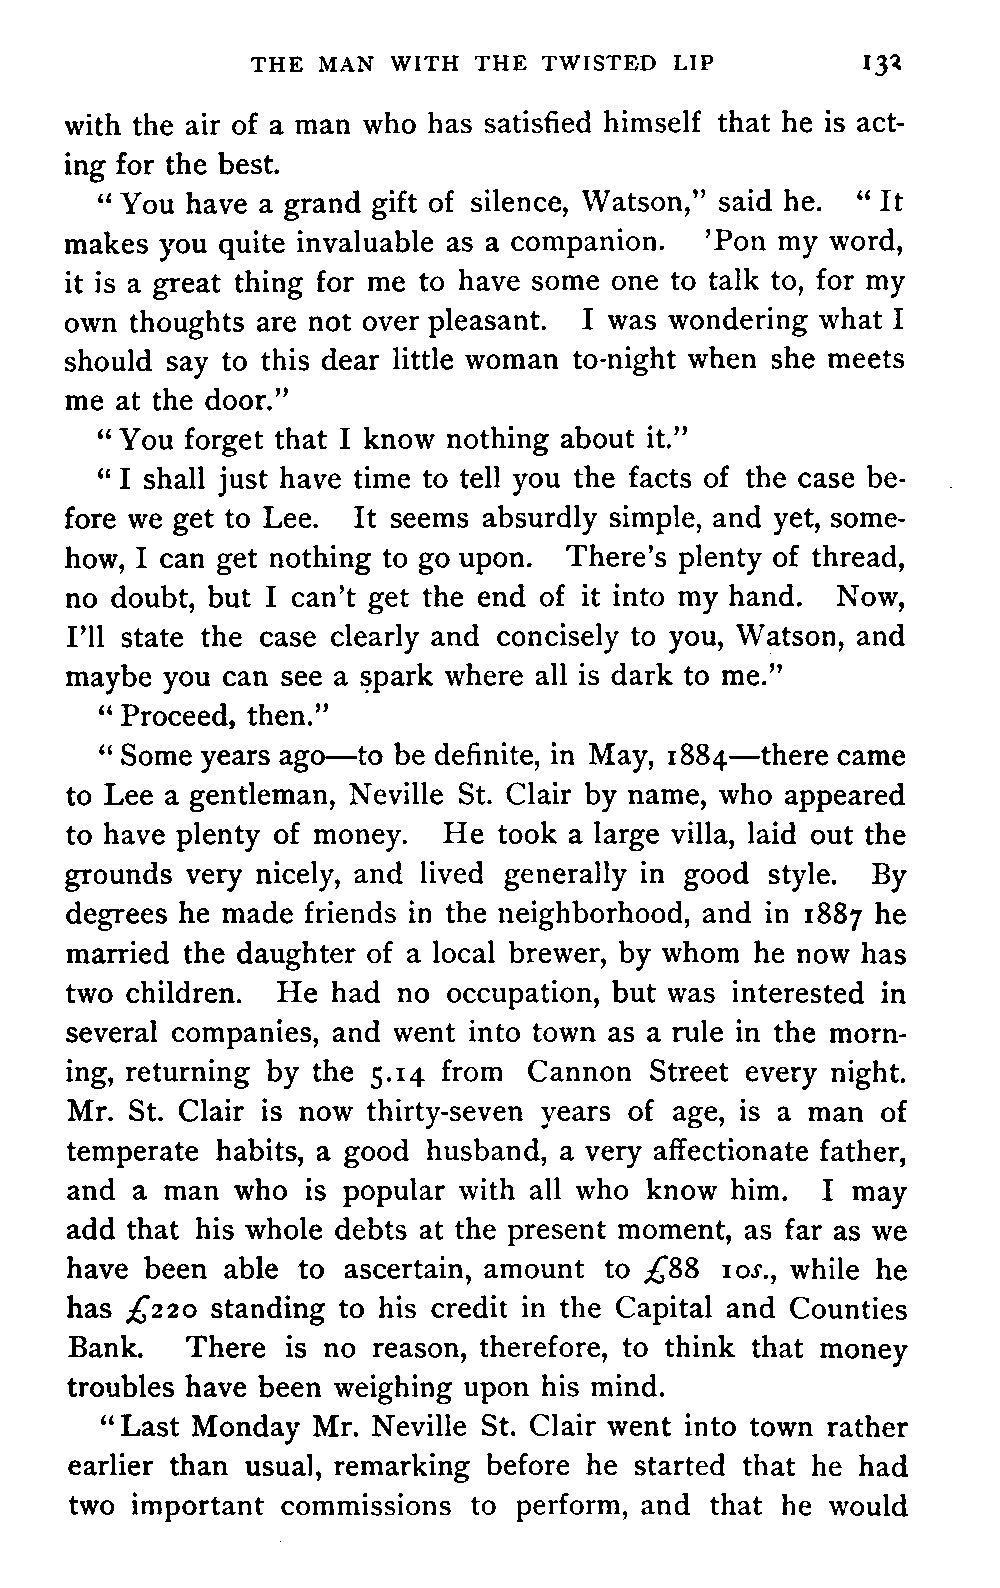 THE MAN WITH THE TWISTED LIP 132
with the air of a man who has satisfied himself that he is act-
ing for the best.
“ You have a grand gift of silence, Watson,” said he. “ It
makes you quite invaluable as a companion. ’Pon my word,
it is a great thing for me to have some one to talk to, for my
own thoughts are not over pleasant. I was wondering what I
should say to this dear little woman to-night when she meets
me at the door.”
“ You forget that I know nothing about it.”
“ I shall just have time to tell you the facts of the case be-
fore we get to Lee. It seems absurdly simple, and yet, some-
how, I can get nothing to go upon. There’s plenty of thread,
no doubt, but I can’t get the end of it into my hand. Now,
I’ll state the case clearly and concisely to you, Watson, and
maybe you can see a spark where all is dark to me.”
“ Proceed, then.”
“ Some years ago—to be definite, in May, 1884—there came
to Lee a gentleman, Neville St. Clair by name, who appeared
to have plenty of money. He took a large villa, laid out the
grounds very nicely, and lived generally in good style. By
degrees he made friends in the neighborhood, and in 1887 he
married the daughter of a local brewer, by whom he now has
two children. He had no occupation, but was interested in
several companies, and went into town as a rule in the morn-
ing, returning by the 5.14 from Cannon Street every night.
Mr. St. Clair is now thirty-seven years of age, is a man of
temperate habits, a good husband, a very affectionate father,
and a man who is popular with all who know him. I may
add that his whole debts at the present moment, as far as we
have been able to ascertain, amount to £88 10s., while he
has £220 standing to his credit in the Capital and Counties
Bank. There is no reason, therefore, to think that money
troubles have been weighing upon his mind.
“Last Monday Mr. Neville St. Clair went into town rather
earlier than usual, remarking before he started that he had
two important commissions to perform, and that he would